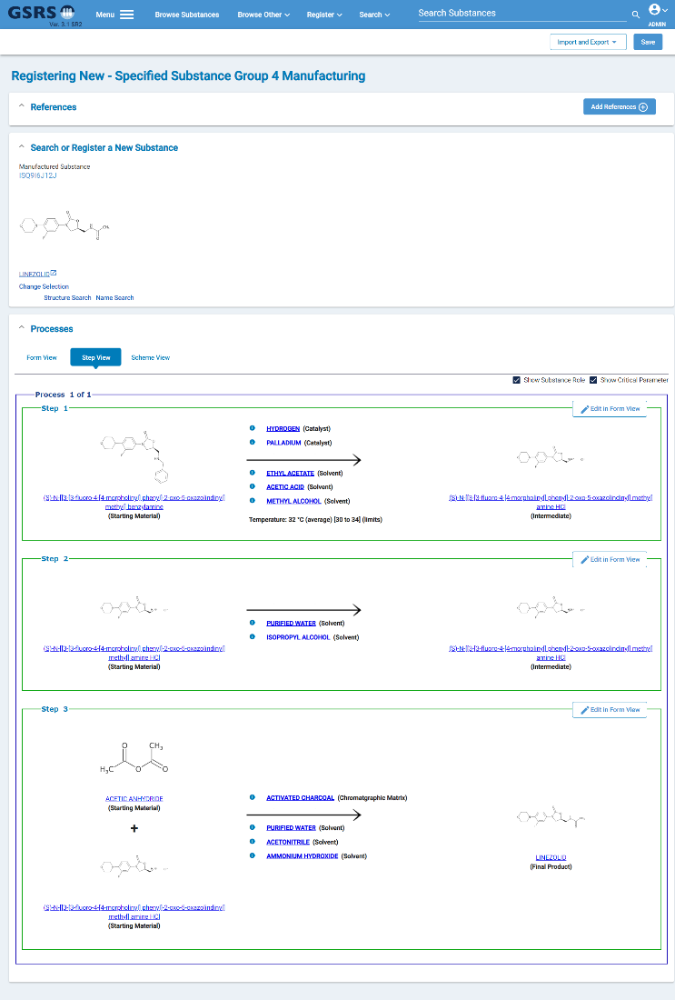 GSRS
Ver. 3.1 SR2
Menu
Browse Substances
Browse Other
Register
Search
Search Substances
ADMIN
Import and Export
Save
Registering New - Specified Substance Group 4 Manufacturing
References
Add References
Search or Register a New Substance
Manufactured Substance
ISQ9I6J12J
LINEZOLID
Change Selection
Structure Search Name Search
Processes
Form View
Step View
Scheme View
Show Substance Role
Show Critical Parameter
Process 1 of 1
Step 1
Edit in Form View
HYDROGEN (Catalyst)
PALLADIUM (Catalyst)
ETHYL ACETATE (Solvent)
ACETIC ACID (Solvent)
METHYL ALCOHOL (Solvent)
Temperature: 32 °C (average) [30 to 34] (limits)
(S)-N-[[3-[3-fluoro-4-[4-morpholinyl] phenyl]-2-oxo-5-oxazolindinyl]
methyl] benzylamine
(Starting Material)
(S)-N-[[3-[3-fluoro-4-[4-morpholinyl] phenyl]-2-oxo-5-oxazolindinyl] methyl]
amine HCl
(Intermediate)
Step 2
Edit in Form View
PURIFIED WATER (Solvent)
ISOPROPYL ALCOHOL (Solvent)
(S)-N-[[3-[3-fluoro-4-[4-morpholinyl] phenyl]-2-oxo-5-oxazolindinyl]
methyl] amine HCl
(Starting Material)
(S)-N-[[3-[3-fluoro-4-[4-morpholinyl] phenyl]-2-oxo-5-oxazolindinyl] methyl]
amine HCl
(Intermediate)
Step 3
Edit in Form View
O CH₃
H₃C O O
ACETIC ANHYDRIDE
(Starting Material)
+
(S)-N-[[3-[3-fluoro-4-[4-morpholinyl] phenyl]-2-oxo-5-oxazolindinyl]
methyl] amine HCl
(Starting Material)
ACTIVATED CHARCOAL (Chromatgraphic Matrix)
PURIFIED WATER (Solvent)
ACETONITRILE (Solvent)
AMMONIUM HYDROXIDE (Solvent)
LINEZOLID
(Final Product)